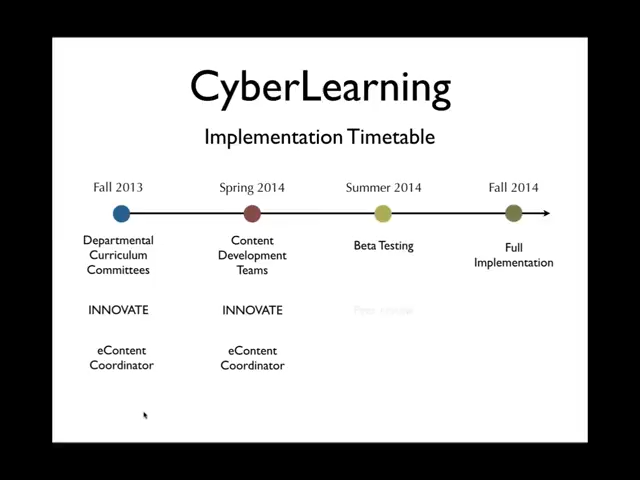 CyberLearning
Implementation Timetable
Fall 2013
Spring 2014
Summer 2014
Fall 2014
Departmental
Curriculum
Committees
Content
Development
Teams
Beta Testing
Full
Implementation
INNOVATE
INNOVATE
Peer
eContent
Coordinator
eContent
Coordinator